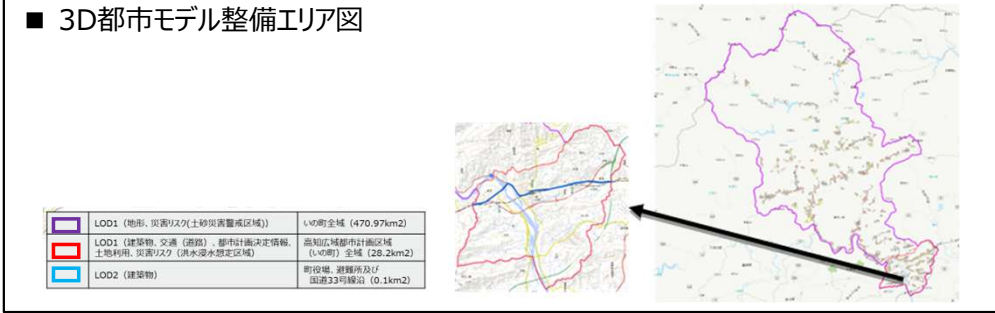 ■ 3D都市モデル整備エリア図
LOD1（地形、災害リスク(土砂災害警戒区域)）
いの町全域（470.97km2）
LOD1（建築物、交通（道路）、都市計画決定情報、
土地利用、災害リスク（洪水浸水想定区域）
高知広域都市計画区域
（いの町）全域（28.2km2）
LOD2（建築物）
町役場、避難所及び
国道33号線沿（0.1km2）